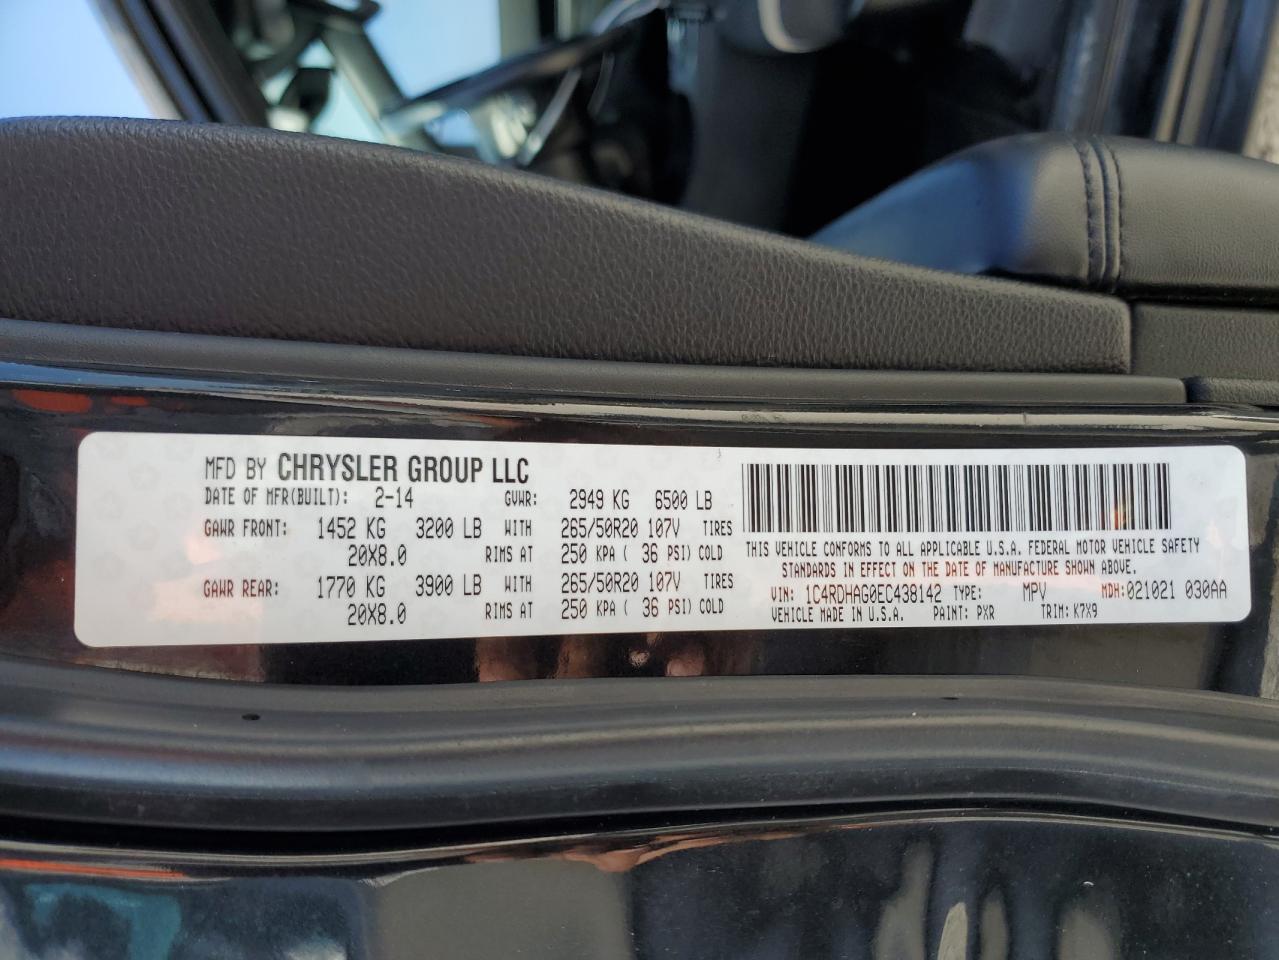 MFD BY CHRYSLER GROUP LLC
DATE OF MFR(BUILT): 2-14 GVWR: 2949 KG 6500 LB
GAWR FRONT: 1452 KG 3200 LB WITH 265/50R20 107V TIRES
20X8.0 RIMS AT 250 KPA ( 36 PSI) COLD
GAWR REAR: 1770 KG 3900 LB WITH 265/50R20 107V TIRES
20X8.0 RIMS AT 250 KPA ( 36 PSI) COLD
THIS VEHICLE CONFORMS TO ALL APPLICABLE U.S.A. FEDERAL MOTOR VEHICLE SAFETY
STANDARDS IN EFFECT ON THE DATE OF MANUFACTURE SHOWN ABOVE.
VIN: 1C4RDHAG0EC438142 TYPE: MPV MDH:021021 030AA
VEHICLE MADE IN U.S.A. PAINT: PXR TRIM: K7X9